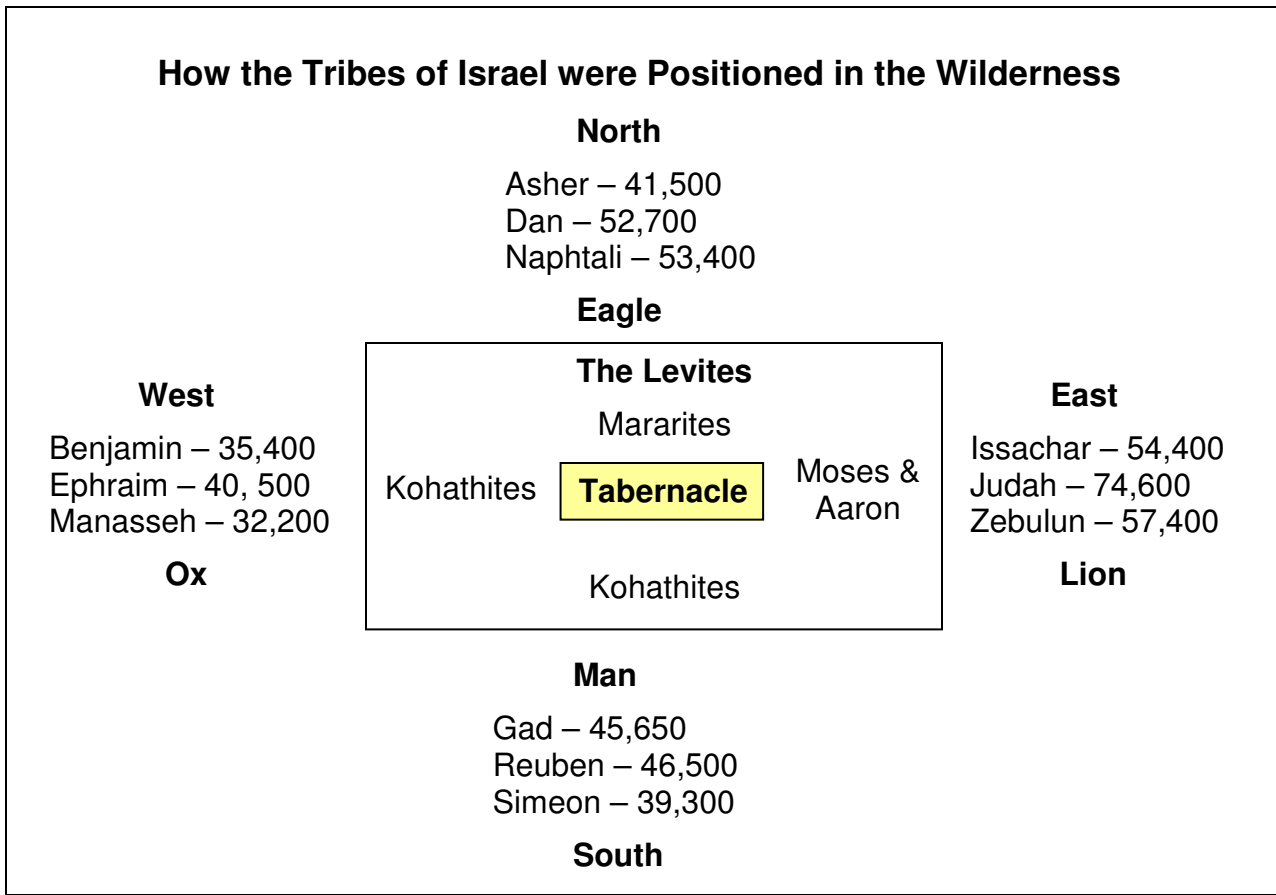 How the Tribes of Israel were Positioned in the Wilderness
North
Asher – 41,500
Dan – 52,700
Naphtali – 53,400
Eagle
West
Benjamin – 35,400
Ephraim – 40, 500
Manasseh – 32,200
Ox
The Levites
Mararites
Kohathites
Tabernacle
Moses &
Aaron
Kohathites
East
Issachar – 54,400
Judah – 74,600
Zebulun – 57,400
Lion
Man
Gad – 45,650
Reuben – 46,500
Simeon – 39,300
South